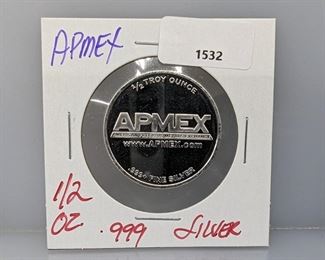 APMEX
1532
½ TROY OUNCE
APMEX
www.APMEX.com
.999+ FINE SILVER
1/2
OZ .999 SILVER